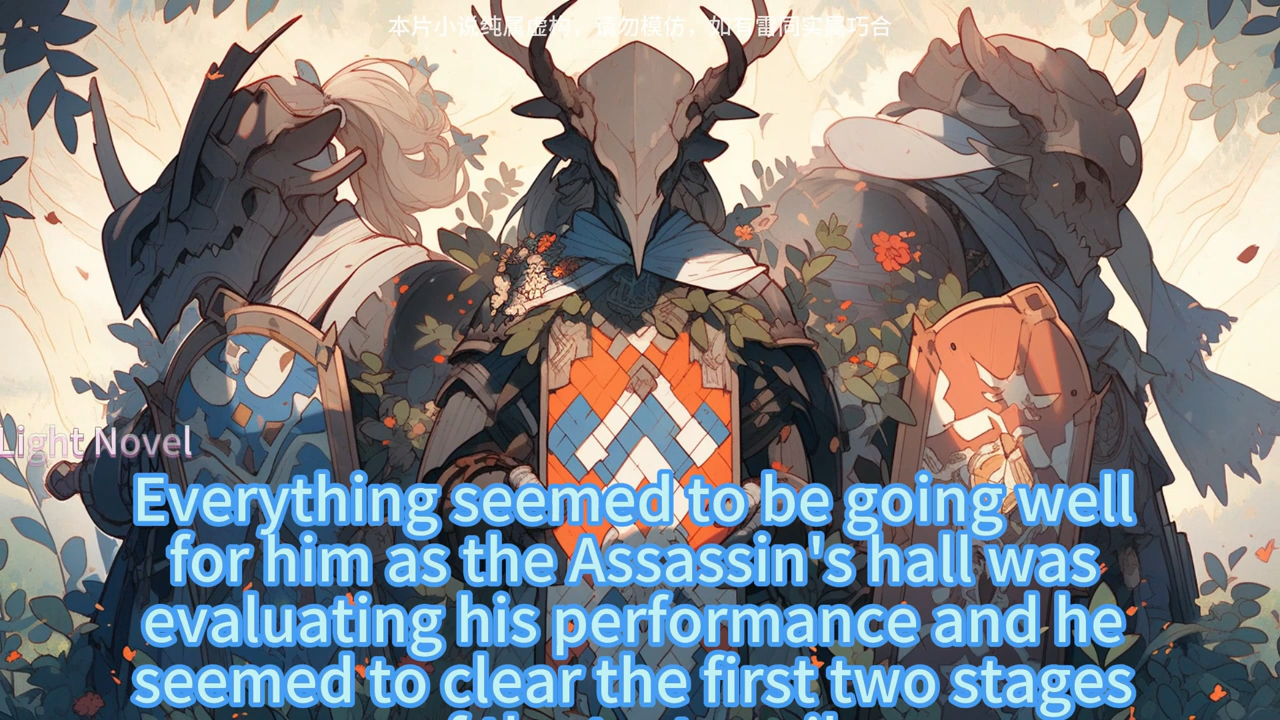 本片小说纯属虚构，请勿模仿，如有雷同实属巧合
Light Novel
Everything seemed to be going well
for him as the Assassin's hall was
evaluating his performance and he
seemed to clear the first two stages